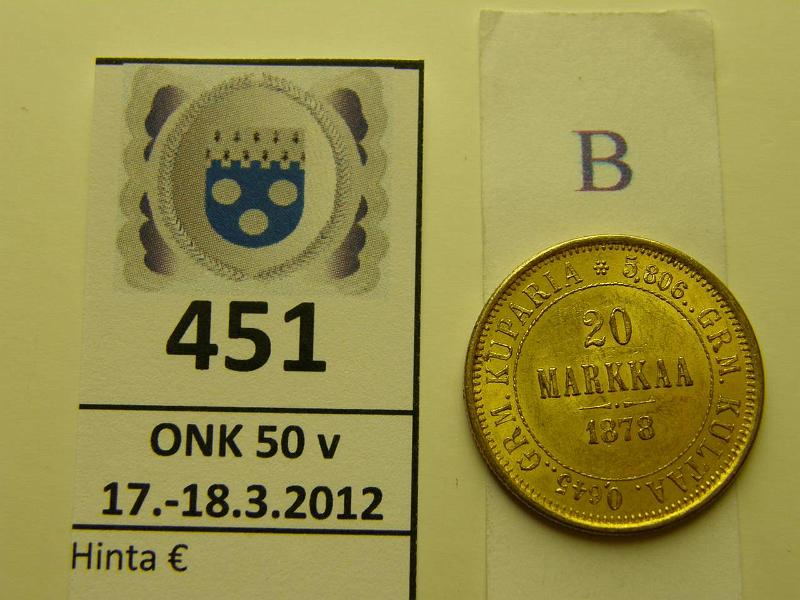 451
ONK 50 v
17.-18.3.2012
Hinta €
B
5,806.. GRM. KULTAA. 0,645.. GRM. KUPARIA
20
MARKKAA
1878